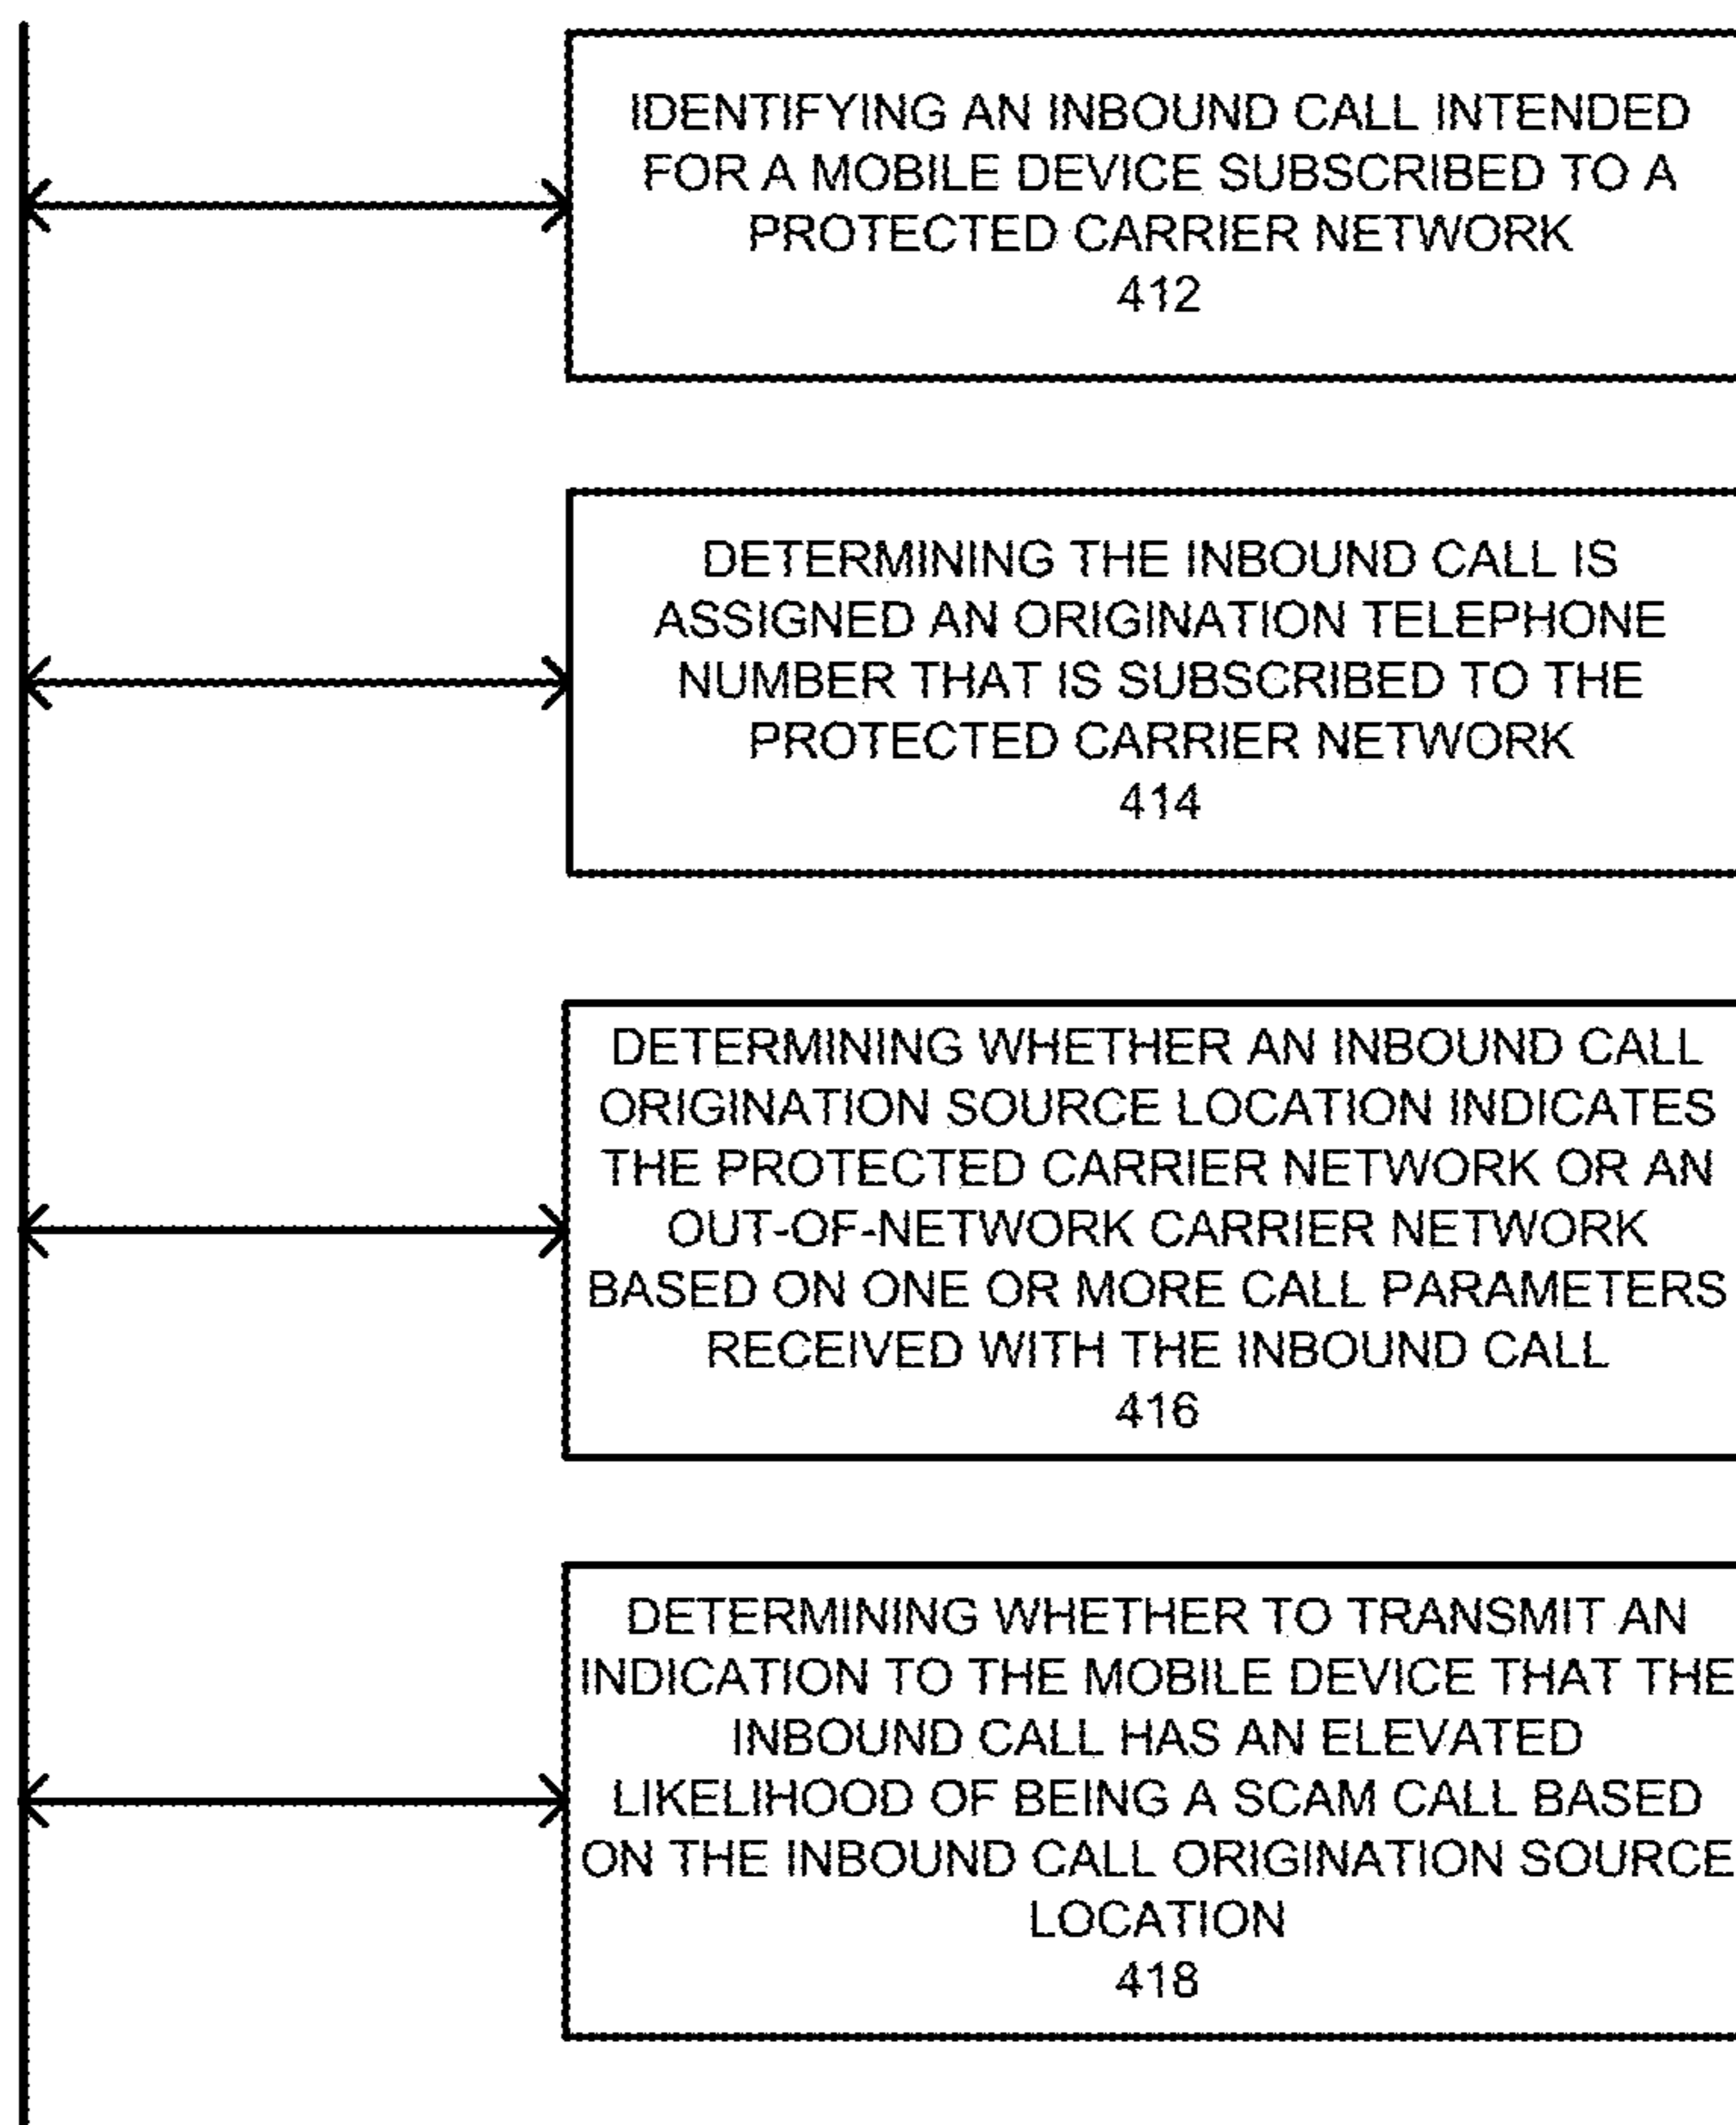 IDENTIFYING AN INBOUND CALL INTENDED
FOR A MOBILE DEVICE SUBSCRIBED TO A
PROTECTED CARRIER NETWORK
412
DETERMINING THE INBOUND CALL IS
ASSIGNED AN ORIGINATION TELEPHONE
NUMBER THAT IS SUBSCRIBED TO THE
PROTECTED CARRIER NETWORK
414
DETERMINING WHETHER AN INBOUND CALL
ORIGINATION SOURCE LOCATION INDICATES
THE PROTECTED CARRIER NETWORK OR AN
OUT-OF-NETWORK CARRIER NETWORK
BASED ON ONE OR MORE CALL PARAMETERS
RECEIVED WITH THE INBOUND CALL
416
DETERMINING WHETHER TO TRANSMIT AN
INDICATION TO THE MOBILE DEVICE THAT THE
INBOUND CALL HAS AN ELEVATED
LIKELIHOOD OF BEING A SCAM CALL BASED
ON THE INBOUND CALL ORIGINATION SOURCE
LOCATION
418